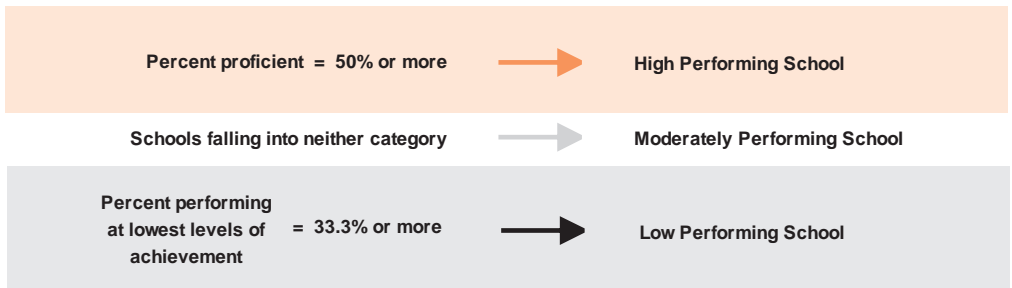 Percent proficient = 50% or more
High Performing School
Schools falling into neither category
Moderately Performing School
Percent performing
at lowest levels of
achievement
= 33.3% or more
Low Performing School